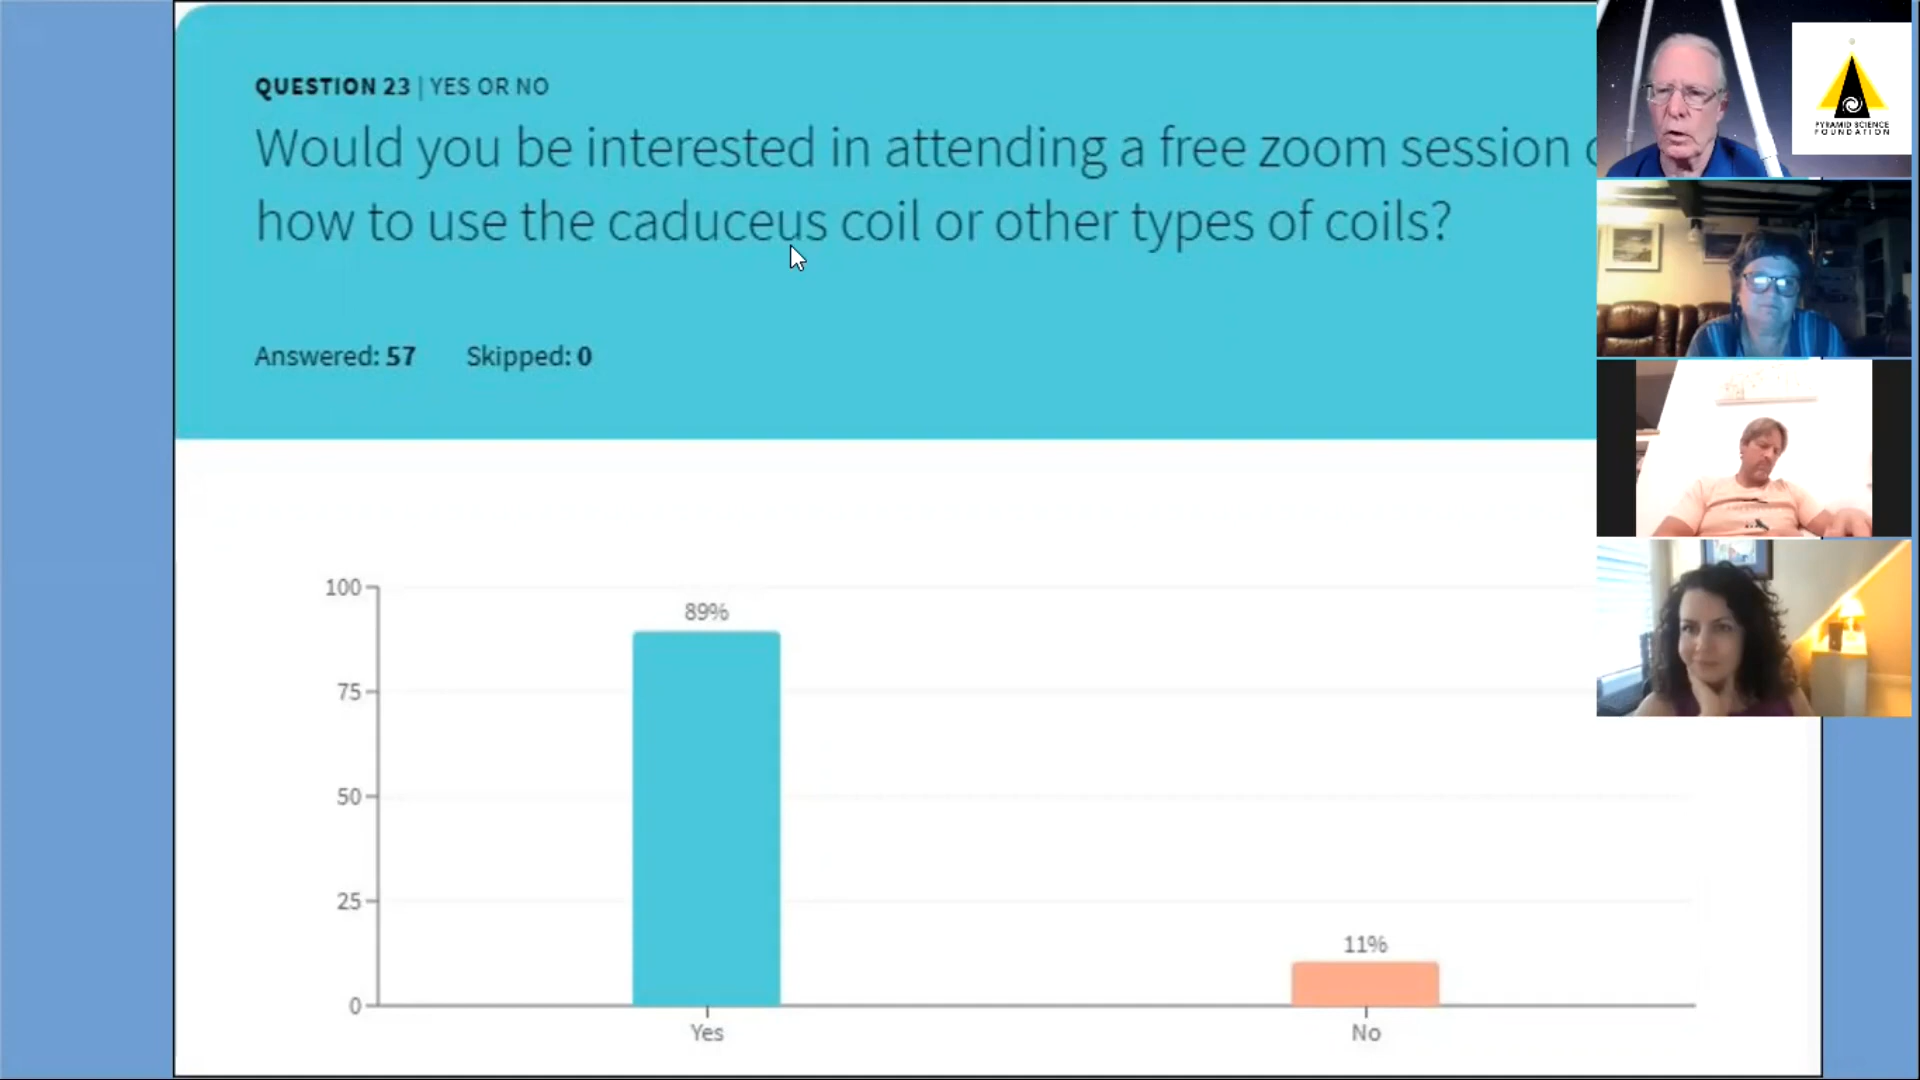 QUESTION 23 | YES OR NO
Would you be interested in attending a free zoom session
how to use the caduceus coil or other types of coils?
Answered: 57 Skipped: 0
100
89%
75
50
25
11%
0
Yes
No
PYRAMID SCIENCE
FOUNDATION